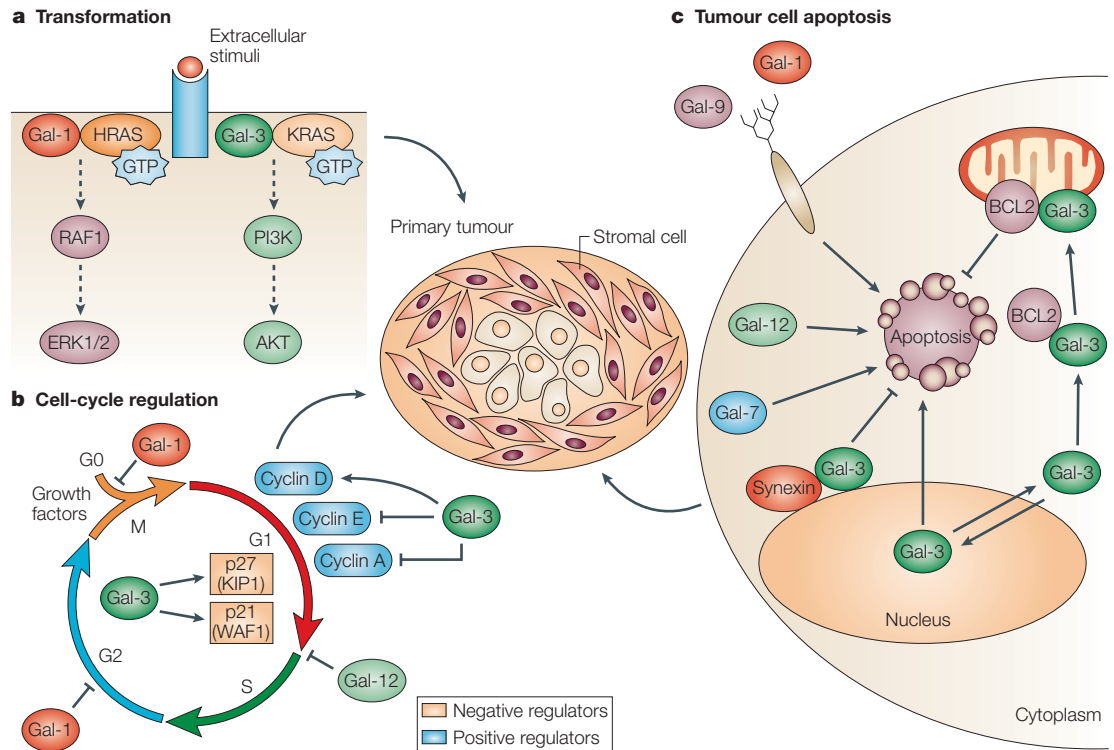 a Transformation
Extracellular
stimuli
Gal-1
HRAS
GTP
Gal-3
KRAS
GTP
RAF1
PI3K
ERK1/2
AKT
Primary tumour
Stromal cell
b Cell-cycle regulation
G0
Gal-1
Growth
factors
M
G1
Cyclin D
Cyclin E
Cyclin A
Gal-3
Gal-3
p27
(KIP1)
p21
(WAF1)
G2
S
Gal-12
Gal-1
Negative regulators
Positive regulators
c Tumour cell apoptosis
Gal-1
Gal-9
BCL2
Gal-3
Gal-12
Apoptosis
BCL2
Gal-3
Gal-7
Synexin
Gal-3
Gal-3
Gal-3
Nucleus
Cytoplasm